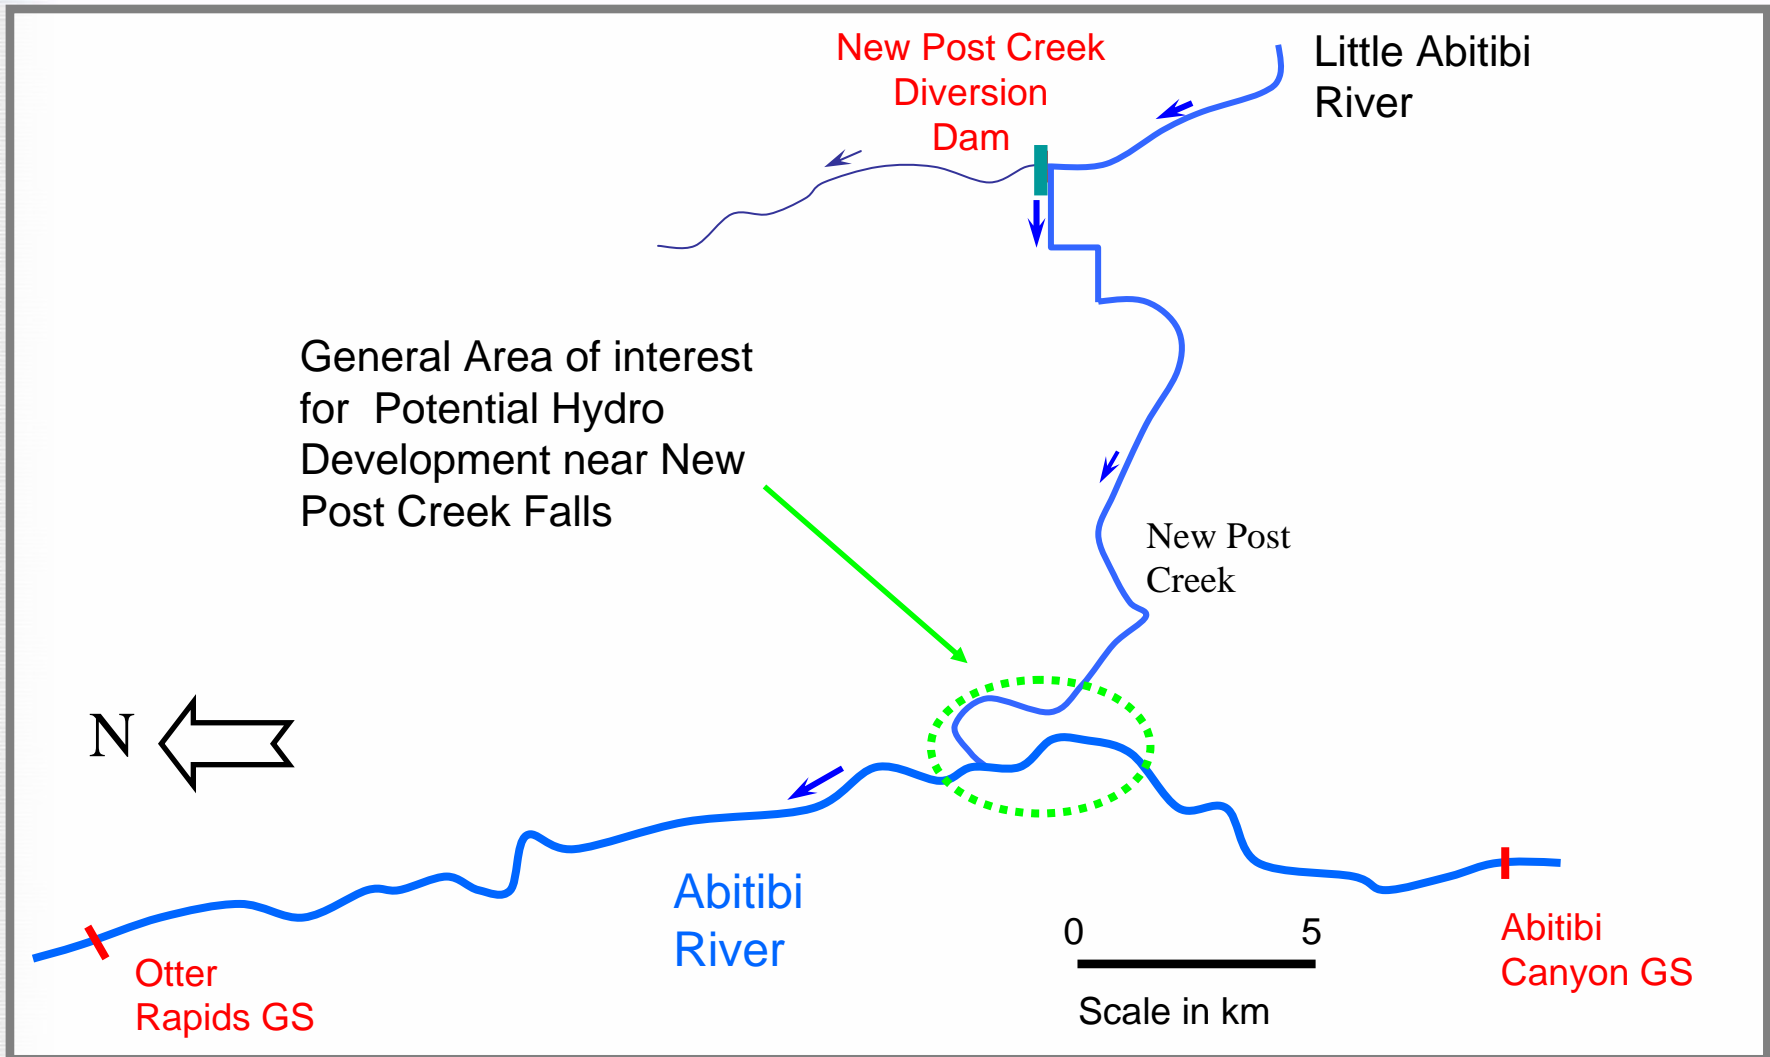 New Post Creek
Diversion
Dam
Little Abitibi
River
General Area of interest
for Potential Hydro
Development near New
Post Creek Falls
New Post
Creek
N
Abitibi
River
0 5
Scale in km
Abitibi
Canyon GS
Otter
Rapids GS